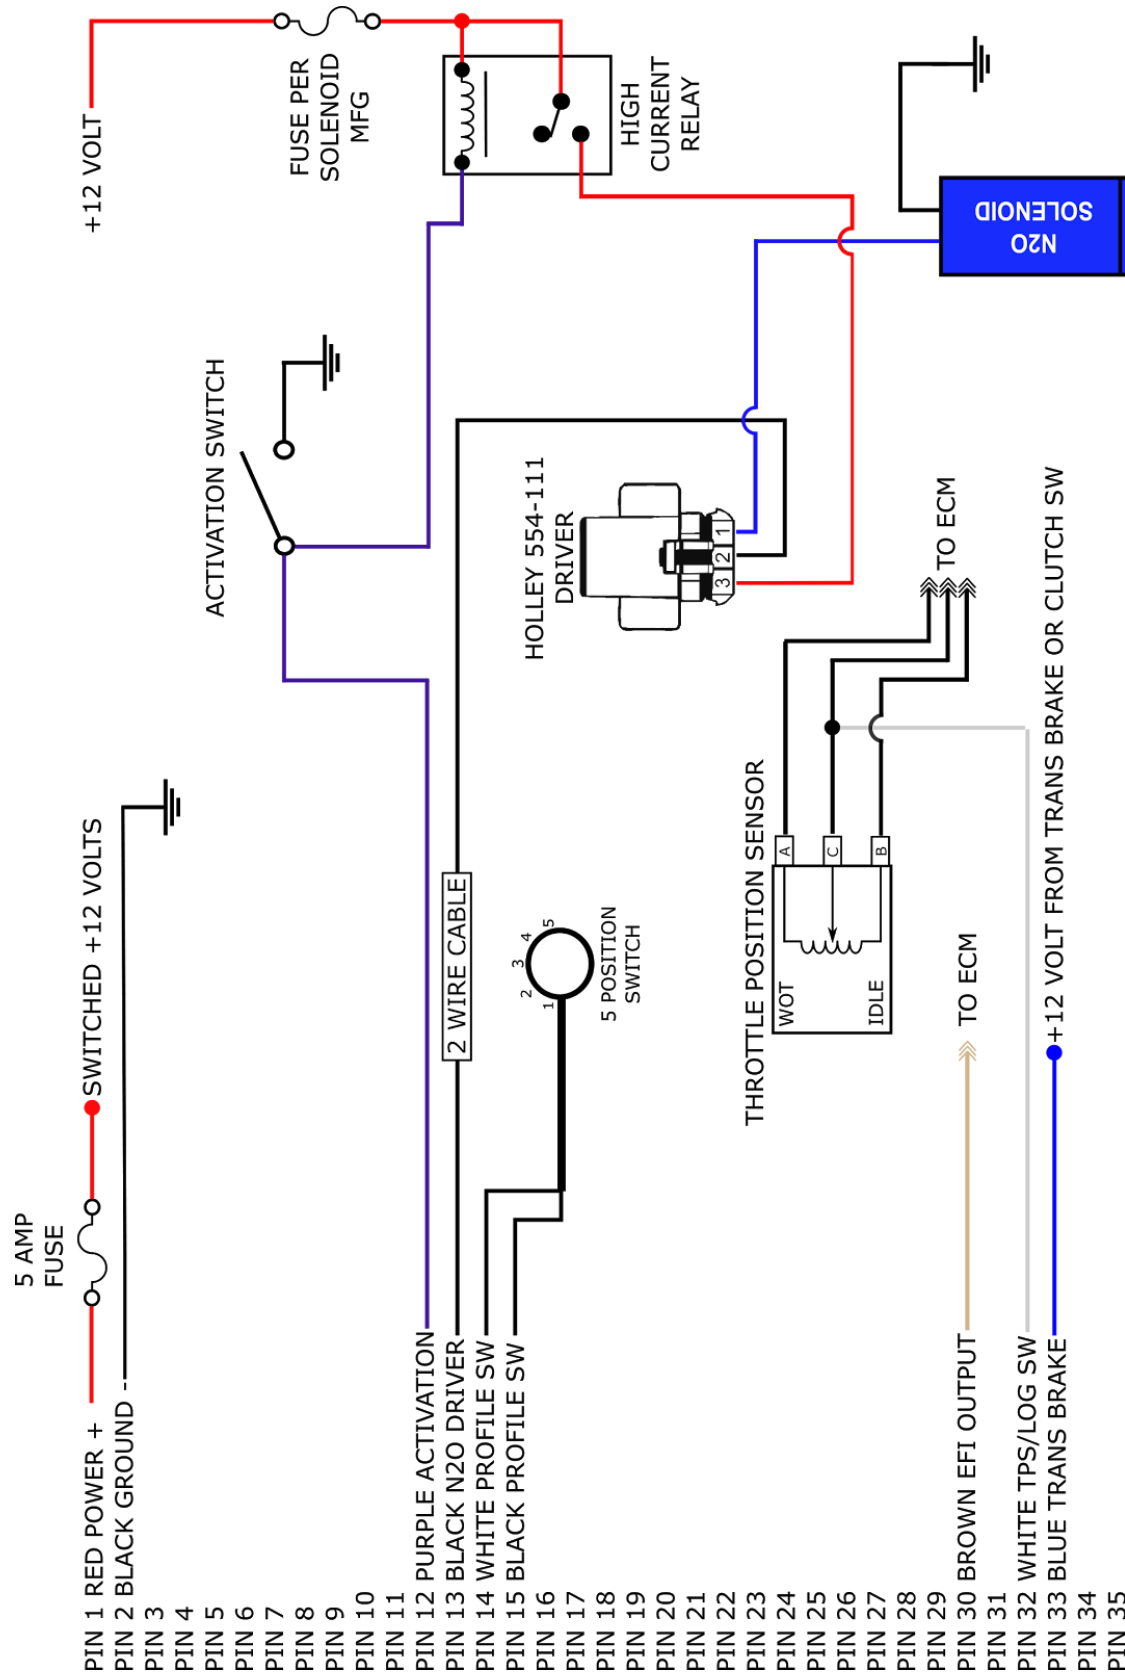 5 AMP
FUSE
PIN 1 RED POWER +
SWITCHED +12 VOLTS
+12 VOLT
PIN 2 BLACK GROUND -
PIN 3
PIN 4
PIN 5
PIN 6
PIN 7
PIN 8
PIN 9
PIN 10
PIN 11
PIN 12 PURPLE ACTIVATION
PIN 13 BLACK N2O DRIVER
2 WIRE CABLE
PIN 14 WHITE PROFILE SW
PIN 15 BLACK PROFILE SW
PIN 16
PIN 17
PIN 18
PIN 19
PIN 20
PIN 21
PIN 22
PIN 23
PIN 24
PIN 25
PIN 26
PIN 27
PIN 28
PIN 29
PIN 30 BROWN EFI OUTPUT
TO ECM
PIN 31
PIN 32 WHITE TPS/LOG SW
PIN 33 BLUE TRANS BRAKE
+12 VOLT FROM TRANS BRAKE OR CLUTCH SW
PIN 34
PIN 35
ACTIVATION SWITCH
FUSE PER
SOLENOID
MFG
HIGH
CURRENT
RELAY
1
2
3
4
5
5 POSITION
SWITCH
HOLLEY 554-111
DRIVER
3
2
1
THROTTLE POSITION SENSOR
WOT
IDLE
A
C
B
TO ECM
N2O
SOLENOID